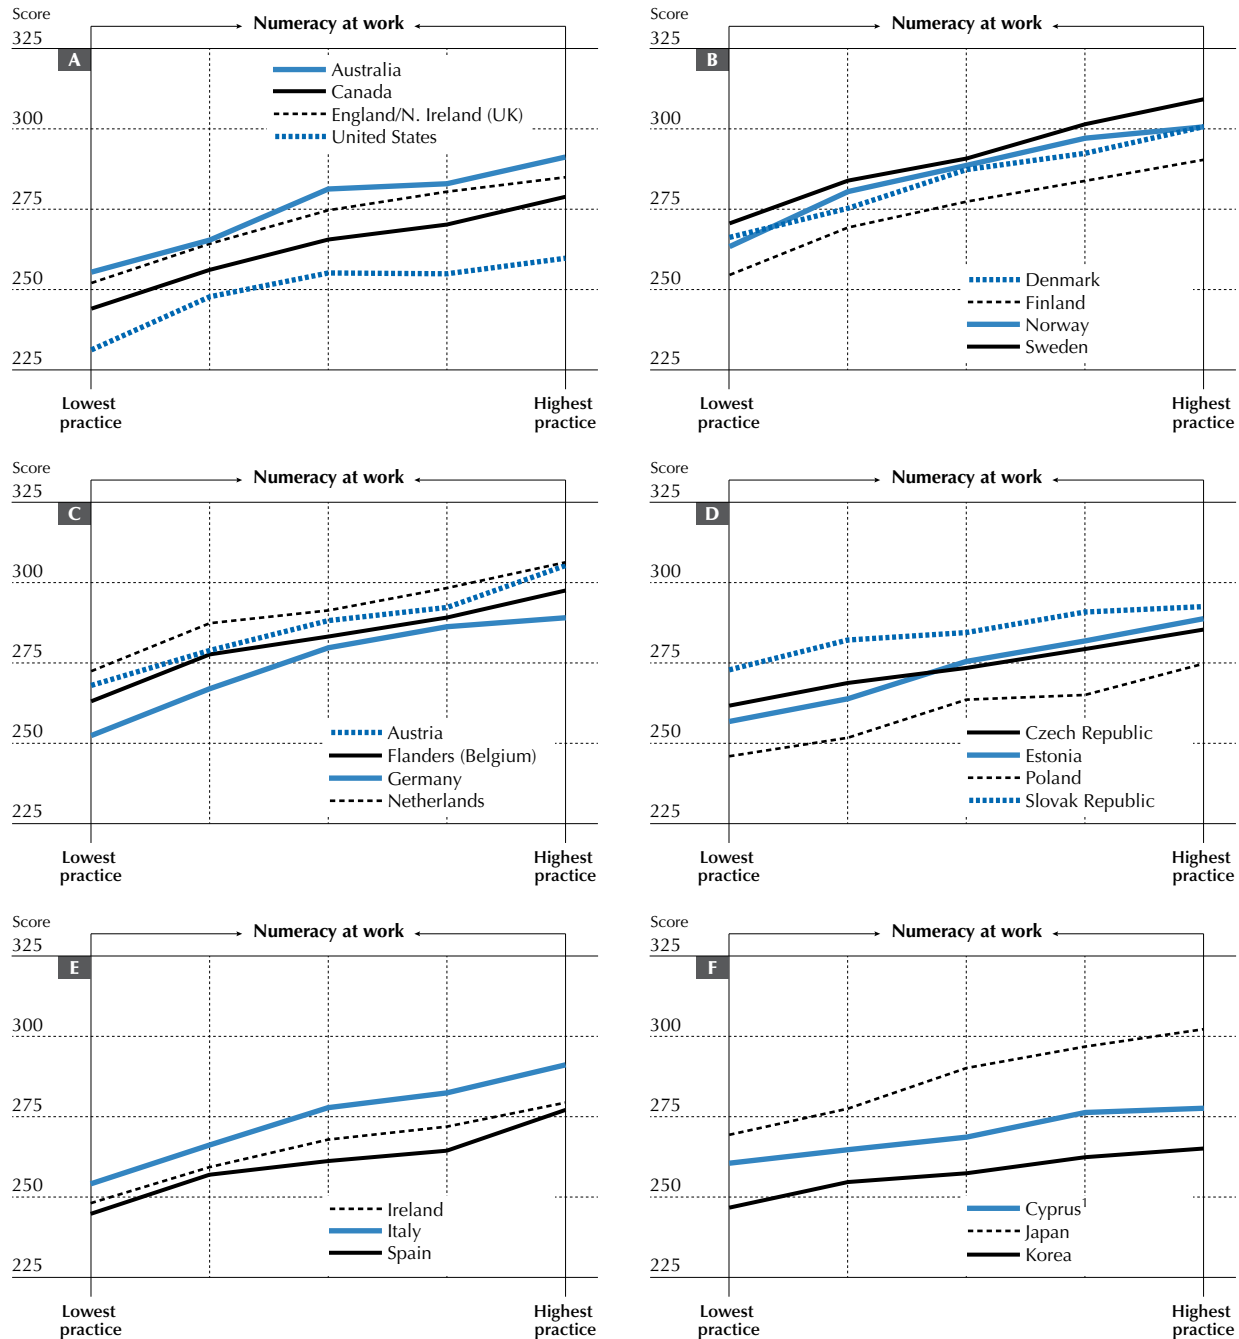 Score
Numeracy at work
325
A
Australia
Canada
300
England/N. Ireland (UK)
United States
275
250
225
Lowest
practice
Highest
practice
Score
Numeracy at work
325
B
300
275
250
Denmark
Finland
Norway
Sweden
225
Lowest
practice
Highest
practice
Score
Numeracy at work
325
C
300
275
250
Austria
Flanders (Belgium)
Germany
Netherlands
225
Lowest
practice
Highest
practice
Score
Numeracy at work
325
D
300
275
250
Czech Republic
Estonia
Poland
Slovak Republic
225
Lowest
practice
Highest
practice
Score
Numeracy at work
325
E
300
275
250
Ireland
Italy
Spain
225
Lowest
practice
Highest
practice
Score
Numeracy at work
325
F
300
275
250
Cyprus¹
Japan
Korea
225
Lowest
practice
Highest
practice